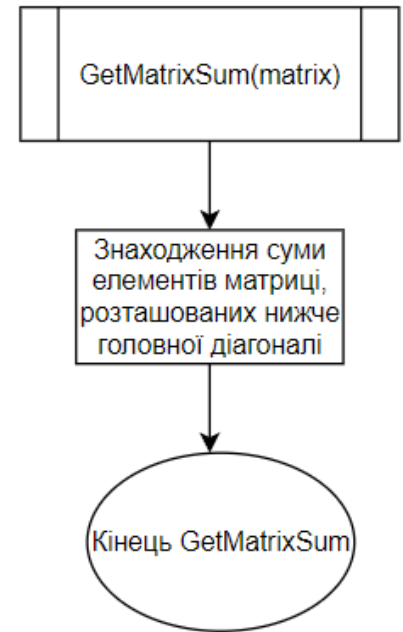 GetMatrixSum(matrix)
Знаходження суми
елементів матриці,
розташованих нижче
головної діагоналі
Кінець GetMatrixSum